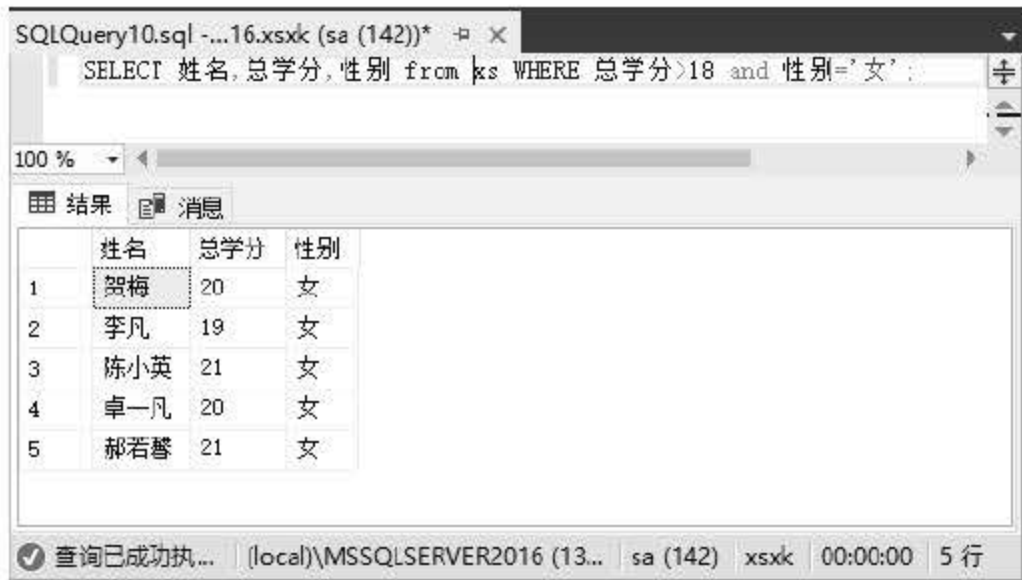 SQLQuery10.sql -...16.xsxk (sa (142))*
SELECT 姓名,总学分,性别 from xs WHERE 总学分>18 and 性别='女';
100 %
结果 消息
姓名 总学分 性别
1 贺梅 20 女
2 李凡 19 女
3 陈小英 21 女
4 卓一凡 20 女
5 郝若馨 21 女
查询已成功执... (local)\MSSQLSERVER2016 (13... sa (142) xsxk 00:00:00 5 行